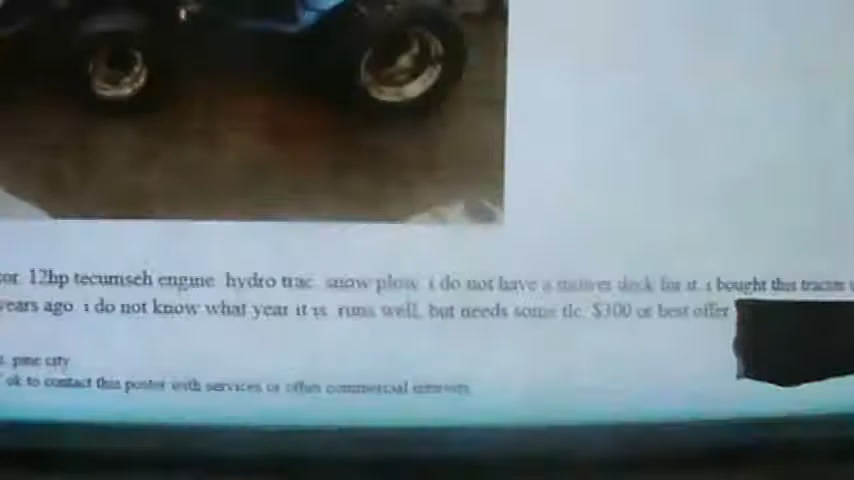 tor. 12hp tecumseh engine. hydro trac. snow plow. i do not have a mower deck for it. i bought this tractor
years ago. i do not know what year it is. runs well, but needs some tlc. $300 or best offer
pine city
ok to contact this poster with services or other commercial interests